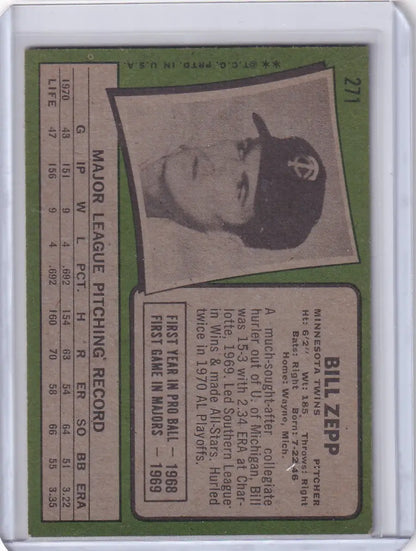 271
★★©T.C.G. PRTD. IN U.S.A.
TC
BILL ZEPP
MINNESOTA TWINS PITCHER
Ht: 6'2" Wt: 185 Throws: Right
Bats: Right Born: 7-22-46
Home: Wayne, Mich.
A much-sought-after collegiate
hurler out of U. of Michigan, Bill
was 15-3 with 2.34 ERA at Char-
lotte, 1969. Led Southern League
in Wins & made All-Stars. Hurled
twice in 1970 AL Playoffs.
FIRST YEAR IN PRO BALL — 1968
FIRST GAME IN MAJORS — 1969
MAJOR LEAGUE PITCHING RECORD
G IP W L PCT. H R ER SO BB ERA
1970 43 151 9 4 .692 154 63 54 64 51 3.22
LIFE 47 156 9 4 .692 160 70 58 66 55 3.35